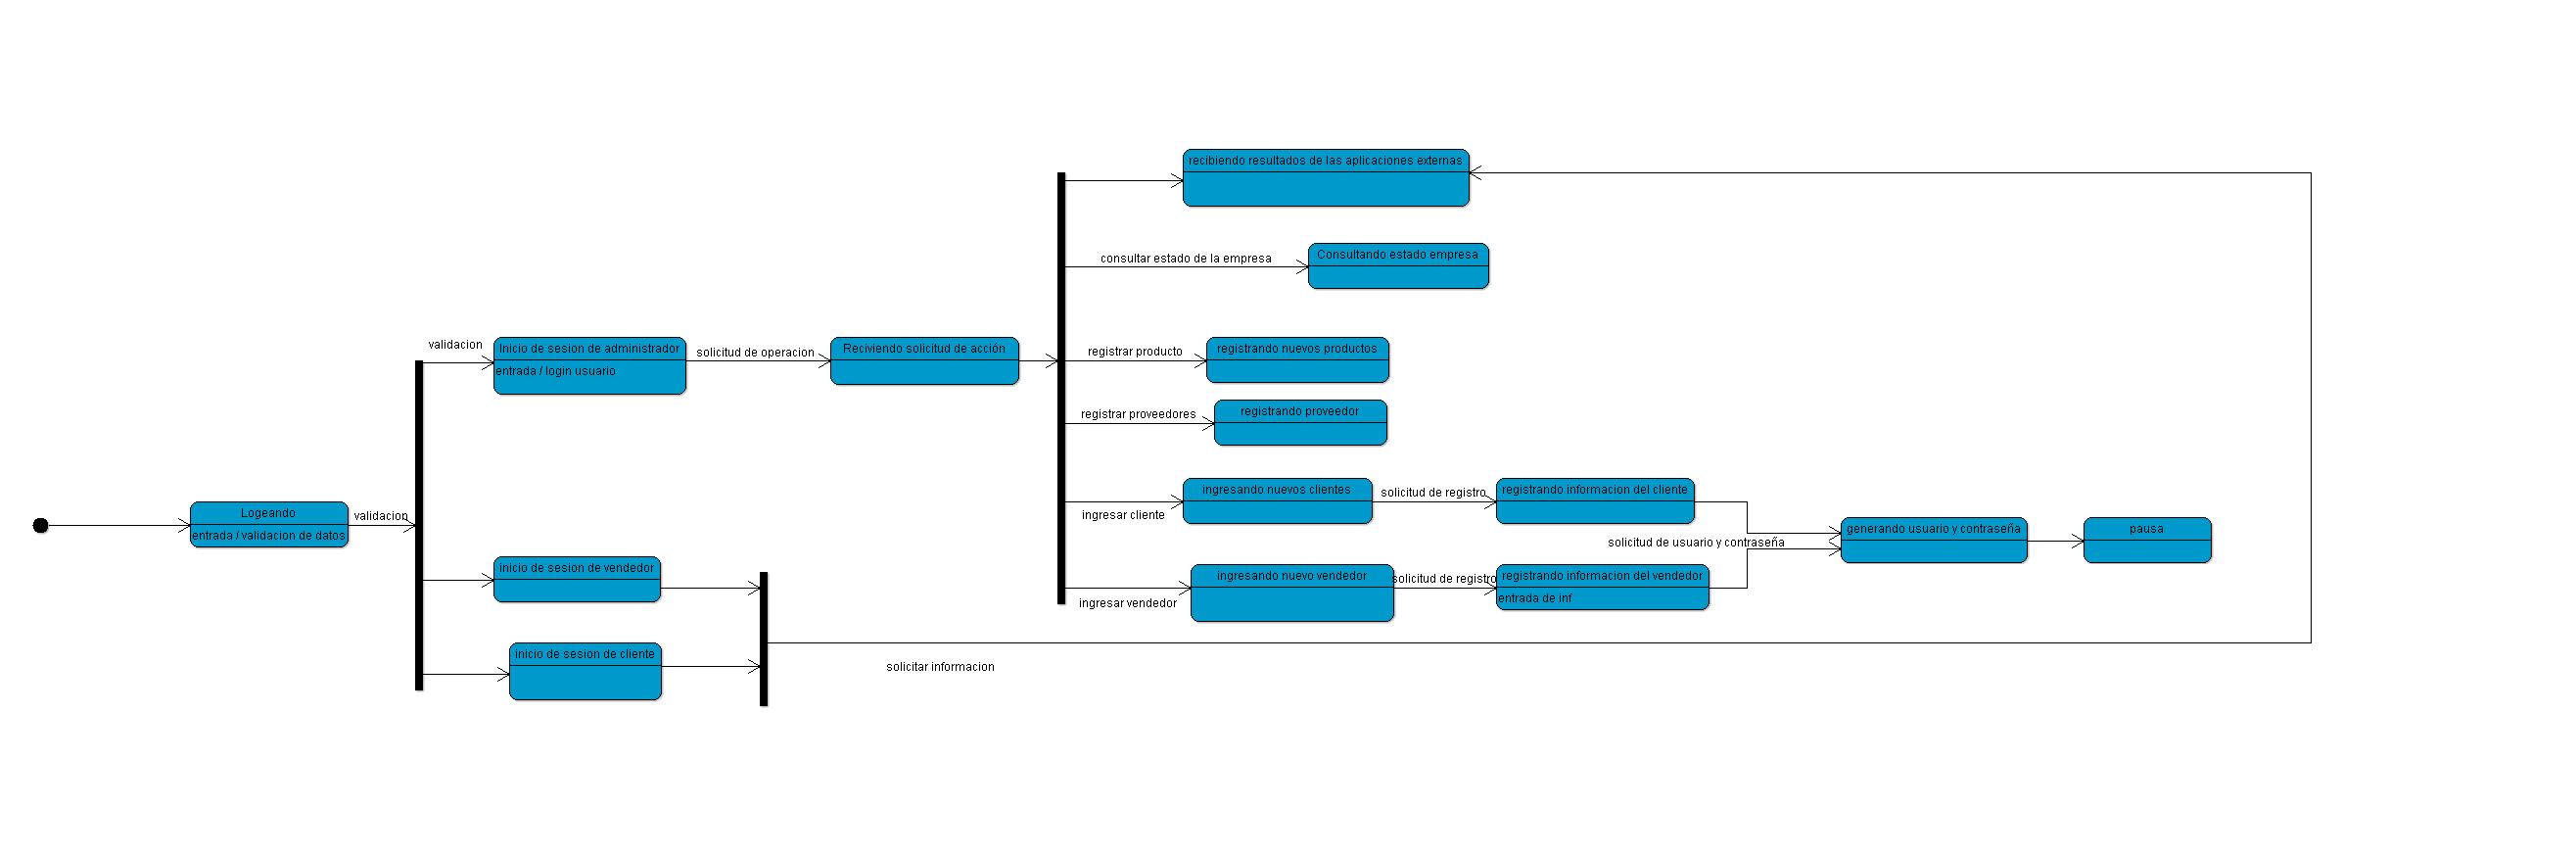 recibiendo resultados de las aplicaciones externas
consultar estado de la empresa
Consultando estado empresa
validacion
Inicio de sesion de administrador
entrada / login usuario
solicitud de operacion
Reciviendo solicitud de acción
registrar producto
registrando nuevos productos
registrar proveedores
registrando proveedor
ingresando nuevos clientes
solicitud de registro
registrando informacion del cliente
ingresar cliente
Logeando
entrada / validacion de datos
validacion
generando usuario y contraseña
pausa
solicitud de usuario y contraseña
inicio de sesion de vendedor
ingresando nuevo vendedor
solicitud de registro
registrando informacion del vendedor
entrada de inf
ingresar vendedor
inicio de sesion de cliente
solicitar informacion